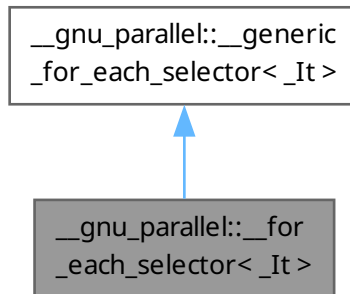 __gnu_parallel::__generic
_for_each_selector< _It >
__gnu_parallel::__for
_each_selector< _It >